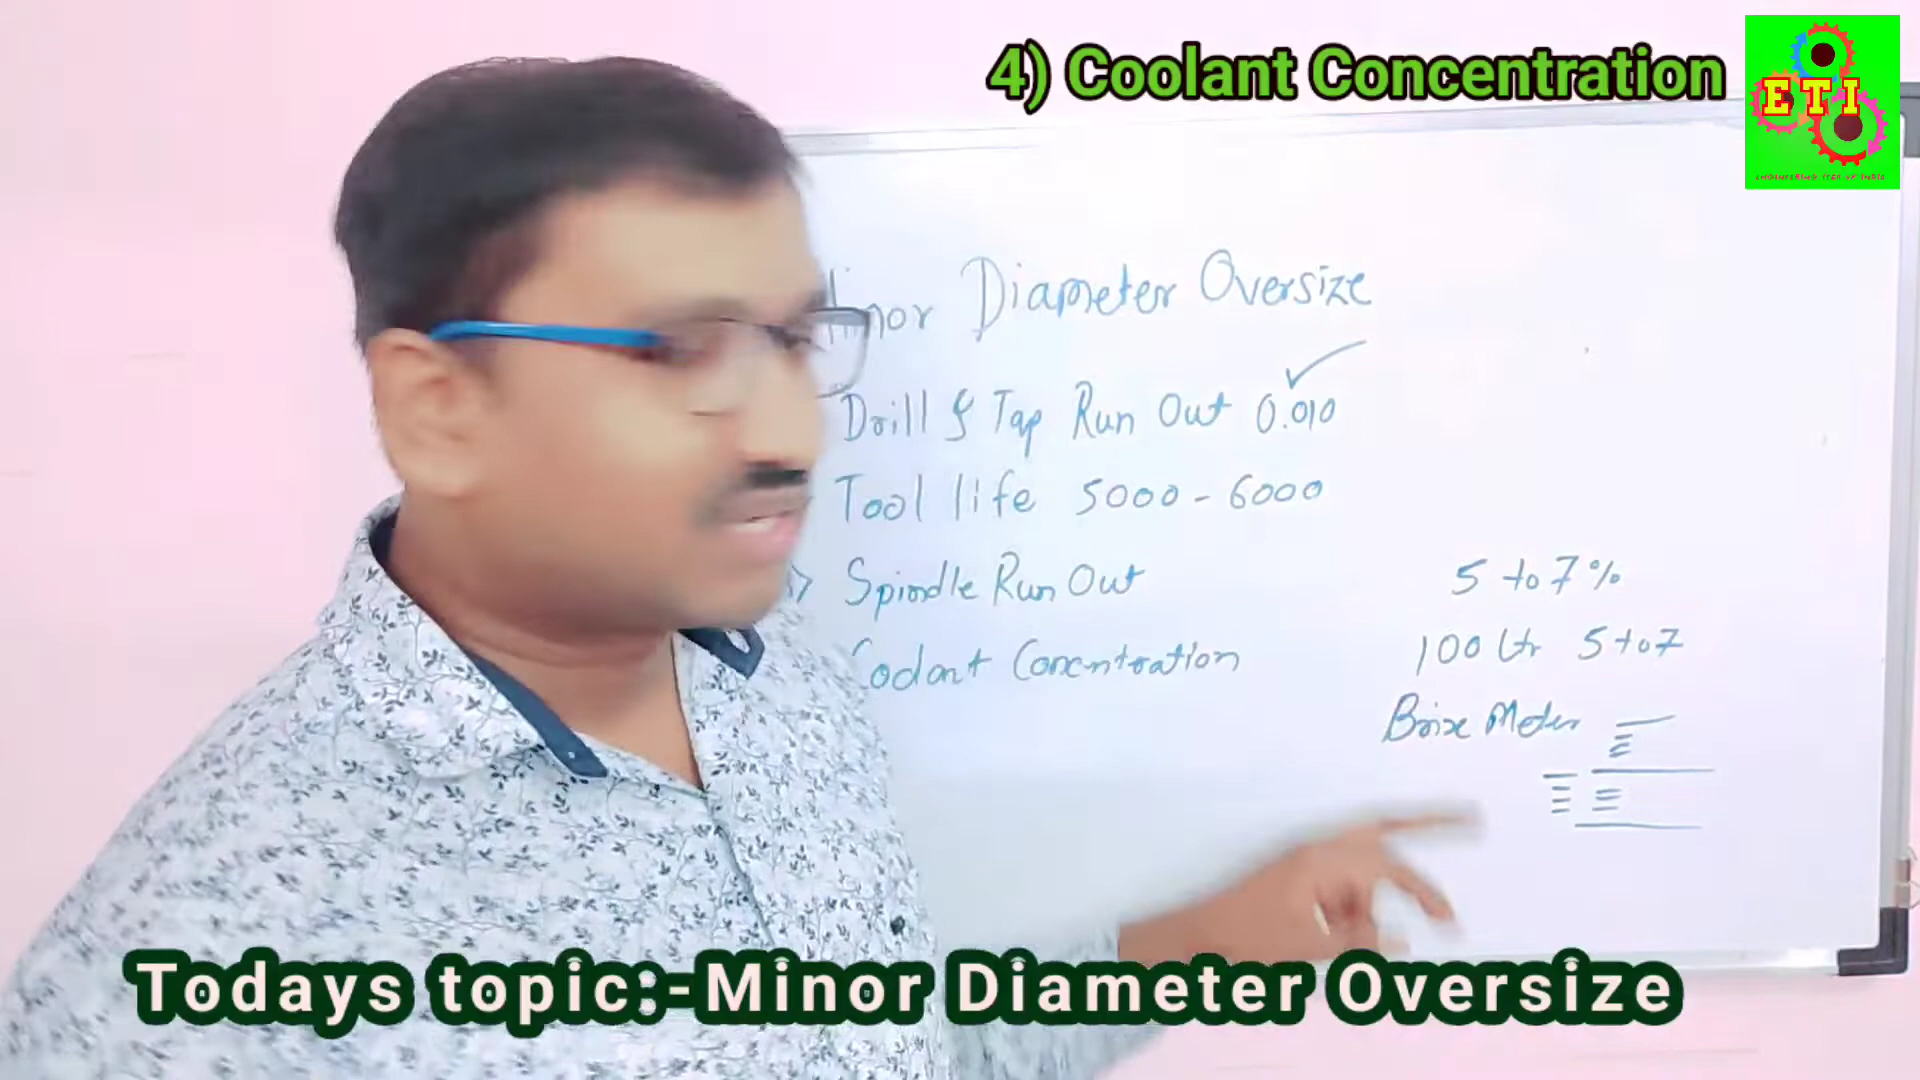 4) Coolant Concentration
ETI
Minor Diameter Oversize
Drill & Tap Run Out 0.010
Tool life 5000 - 6000
Spindle Run Out
5 to 7 %
Coolant Concentration
100 Ltr 5 to 7
Brix Meter
Todays topic:-Minor Diameter Oversize